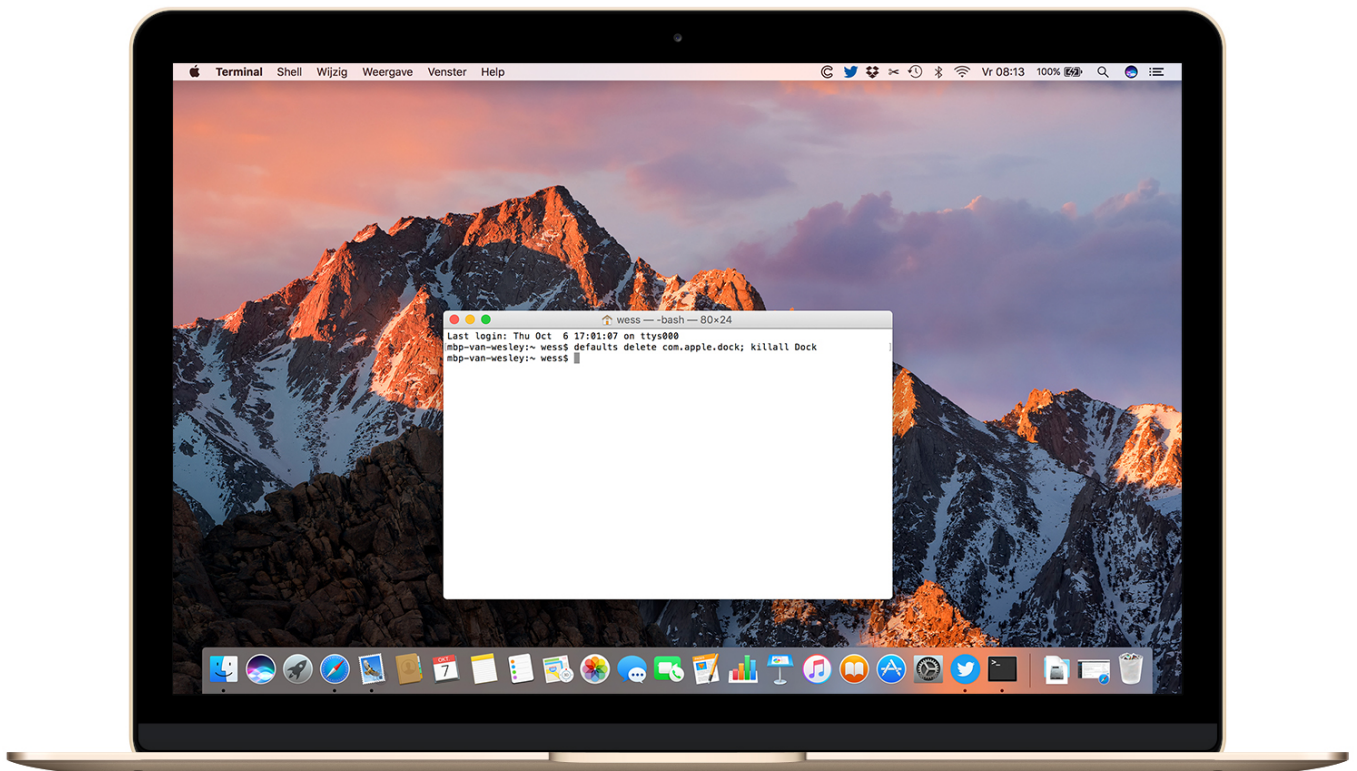 Terminal Shell Wijzig Weergave Venster Help Vr 08:13 100%
wess — -bash — 80×24
Last login: Thu Oct  6 17:01:07 on ttys000
mbp-van-wesley:~ wess$ defaults delete com.apple.dock; killall Dock
mbp-van-wesley:~ wess$
OKT
7